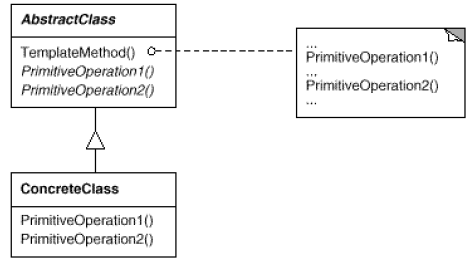 AbstractClass
TemplateMethod()
PrimitiveOperation1()
PrimitiveOperation2()
...
PrimitiveOperation1()
...
PrimitiveOperation2()
...
ConcreteClass
PrimitiveOperation1()
PrimitiveOperation2()